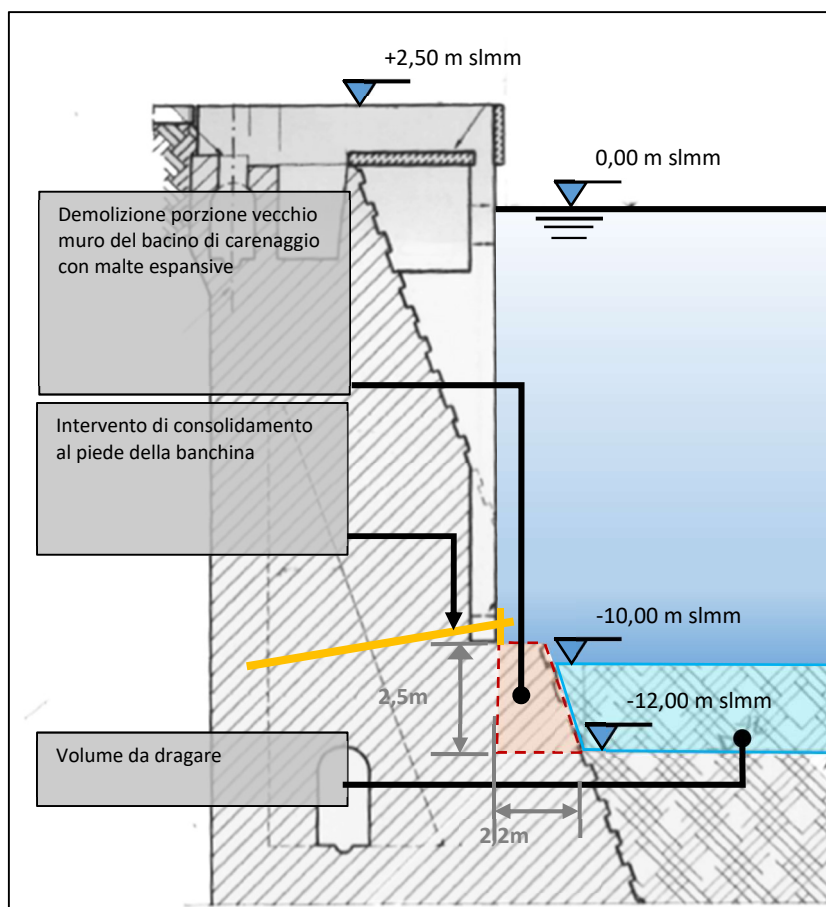 +2,50 m slmm
0,00 m slmm
Demolizione porzione vecchio
muro del bacino di carenaggio
con malte espansive
Intervento di consolidamento
al piede della banchina
-10,00 m slmm
2,5m
-12,00 m slmm
Volume da dragare
2,2m